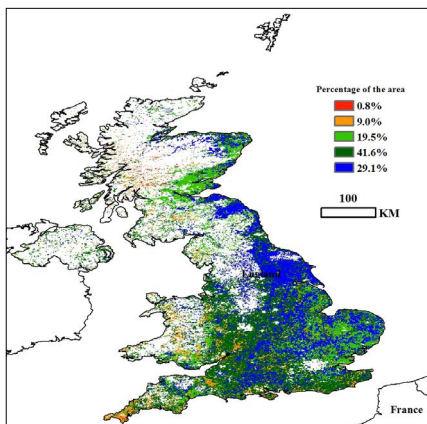 Percentage of the area
0.8%
9.0%
19.5%
41.6%
29.1%
100
KM
England
France